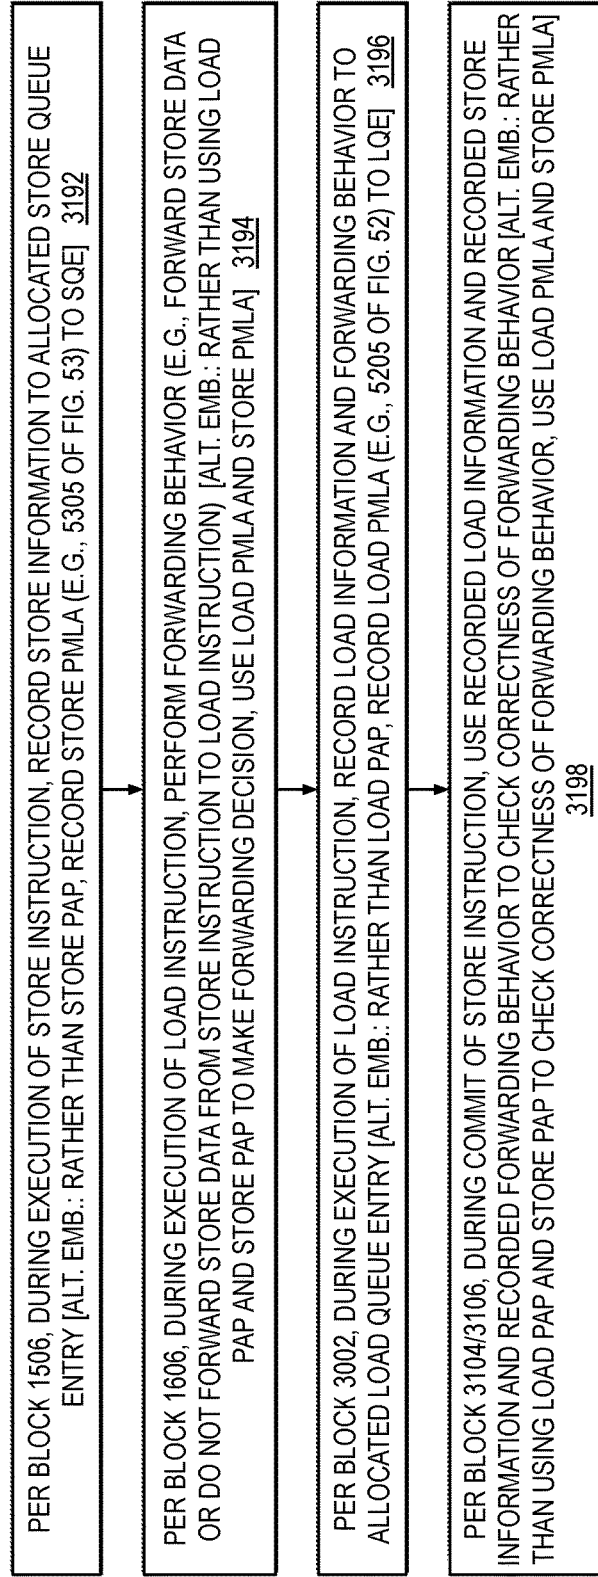 PER BLOCK 1506, DURING EXECUTION OF STORE INSTRUCTION, RECORD STORE INFORMATION TO ALLOCATED STORE QUEUE
ENTRY [ALT. EMB.: RATHER THAN STORE PAP, RECORD STORE PMLA (E.G., 5305 OF FIG. 53) TO SQE] 3192
PER BLOCK 1606, DURING EXECUTION OF LOAD INSTRUCTION, PERFORM FORWARDING BEHAVIOR (E.G., FORWARD STORE DATA
OR DO NOT FORWARD STORE DATA FROM STORE INSTRUCTION TO LOAD INSTRUCTION) [ALT. EMB.: RATHER THAN USING LOAD
PAP AND STORE PAP TO MAKE FORWARDING DECISION, USE LOAD PMLA AND STORE PMLA] 3194
PER BLOCK 3002, DURING EXECUTION OF LOAD INSTRUCTION, RECORD LOAD INFORMATION AND FORWARDING BEHAVIOR TO
ALLOCATED LOAD QUEUE ENTRY [ALT. EMB.: RATHER THAN LOAD PAP, RECORD LOAD PMLA (E.G., 5205 OF FIG. 52) TO LQE] 3196
PER BLOCK 3104/3106, DURING COMMIT OF STORE INSTRUCTION, USE RECORDED LOAD INFORMATION AND RECORDED STORE
INFORMATION AND RECORDED FORWARDING BEHAVIOR TO CHECK CORRECTNESS OF FORWARDING BEHAVIOR [ALT. EMB.: RATHER
THAN USING LOAD PAP AND STORE PAP TO CHECK CORRECTNESS OF FORWARDING BEHAVIOR, USE LOAD PMLA AND STORE PMLA]
3198